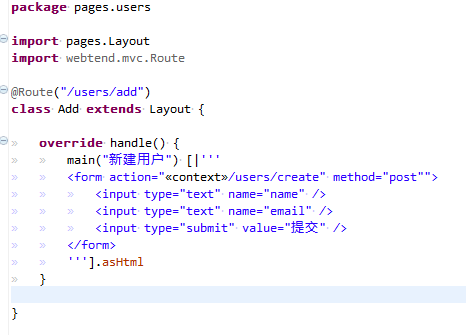 package pages.users
import pages.Layout
import webtend.mvc.Route
@Route("/users/add")
class Add extends Layout {
override handle() {
main("新建用户") [|'''
<form action="«context»/users/create" method="post"">
<input type="text" name="name" />
<input type="text" name="email" />
<input type="submit" value="提交" />
</form>
'''].asHtml
}
}